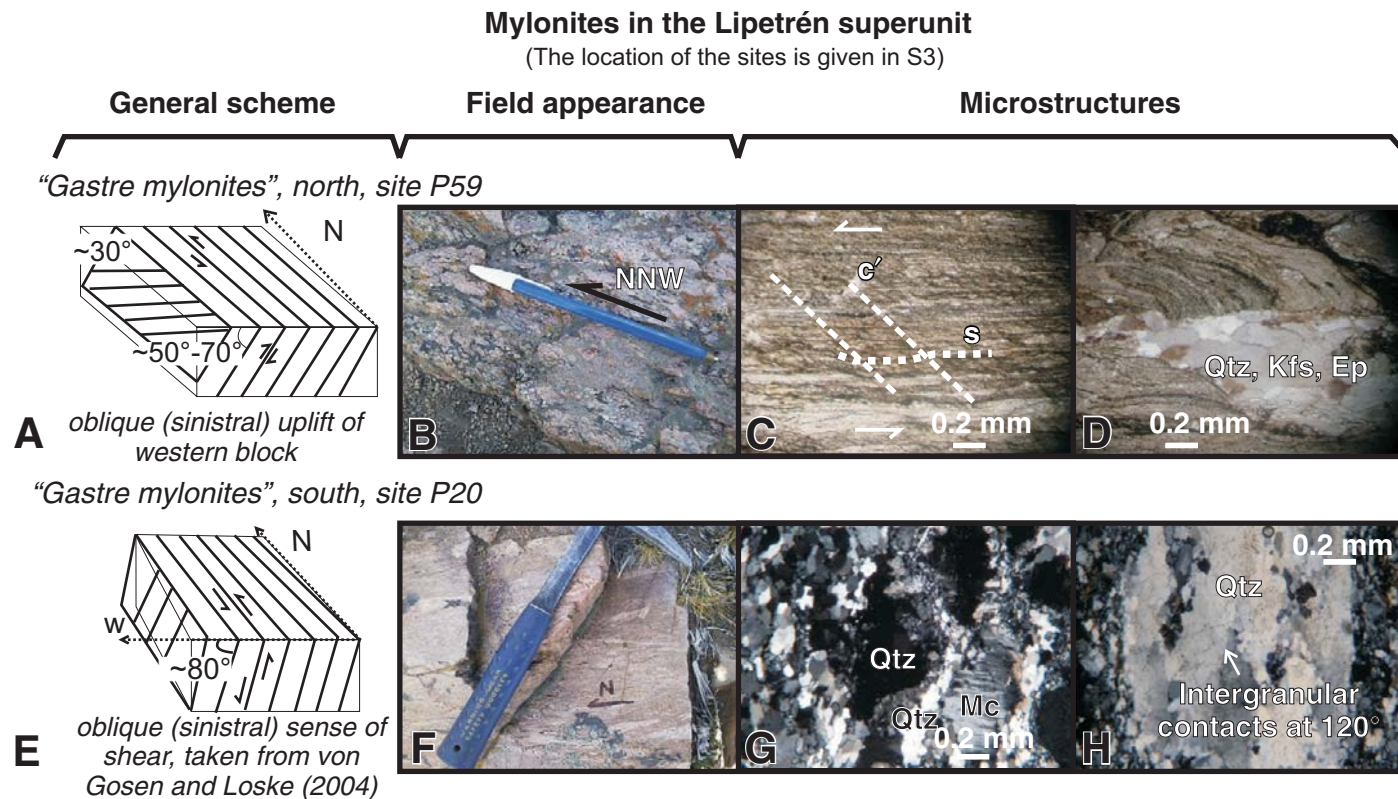 Mylonites in the Lipetrén superunit
(The location of the sites is given in S3)
General scheme
Field appearance
Microstructures
“Gastre mylonites”, north, site P59
N
~30°
~50°-70°
A
oblique (sinistral) uplift of
western block
NNW
B
c′
s
0.2 mm
C
Qtz, Kfs, Ep
0.2 mm
D
“Gastre mylonites”, south, site P20
N
w
~80°
E
oblique (sinistral) sense of
shear, taken from von
Gosen and Loske (2004)
N
F
Qtz
Qtz
Mc
0.2 mm
G
0.2 mm
Qtz
Intergranular
contacts at 120°
H